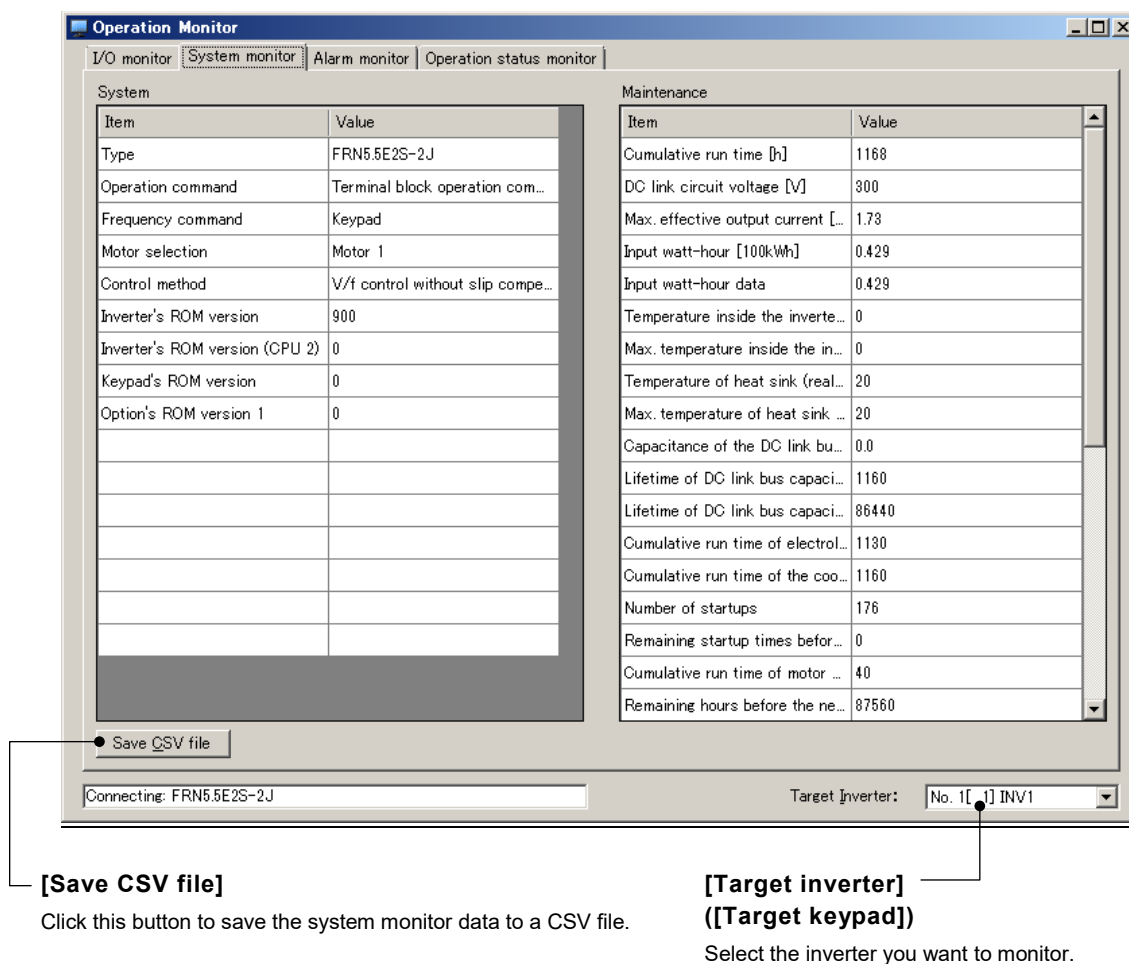 Operation Monitor
I/O monitor System monitor Alarm monitor Operation status monitor
System
Item Value
Type FRN5.5E2S-2J
Operation command Terminal block operation com...
Frequency command Keypad
Motor selection Motor 1
Control method V/f control without slip compe...
Inverter's ROM version 900
Inverter's ROM version (CPU 2) 0
Keypad's ROM version 0
Option's ROM version 1 0
Maintenance
Item Value
Cumulative run time [h] 1168
DC link circuit voltage [V] 300
Max. effective output current [... 1.73
Input watt-hour [100kWh] 0.429
Input watt-hour data 0.429
Temperature inside the inverte... 0
Max. temperature inside the in... 0
Temperature of heat sink (real... 20
Max. temperature of heat sink ... 20
Capacitance of the DC link bu... 0.0
Lifetime of DC link bus capaci... 1160
Lifetime of DC link bus capaci... 86440
Cumulative run time of electrol... 1130
Cumulative run time of the coo... 1160
Number of startups 176
Remaining startup times befor... 0
Cumulative run time of motor ... 40
Remaining hours before the ne... 87560
Save CSV file
Connecting: FRN5.5E2S-2J Target Inverter: No. 1[ 1] INV1
[Save CSV file]
Click this button to save the system monitor data to a CSV file.
[Target inverter]
([Target keypad])
Select the inverter you want to monitor.